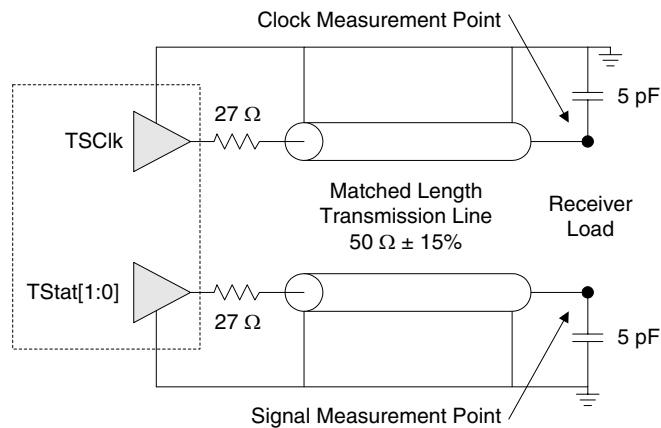 Clock Measurement Point
5 pF
27 Ω
TSClk
Matched Length
Transmission Line
50 Ω ± 15%
Receiver
Load
TStat[1:0]
27 Ω
5 pF
Signal Measurement Point